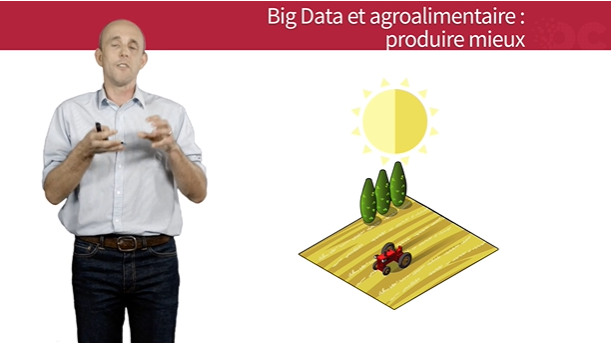 Big Data et agroalimentaire :
produire mieux